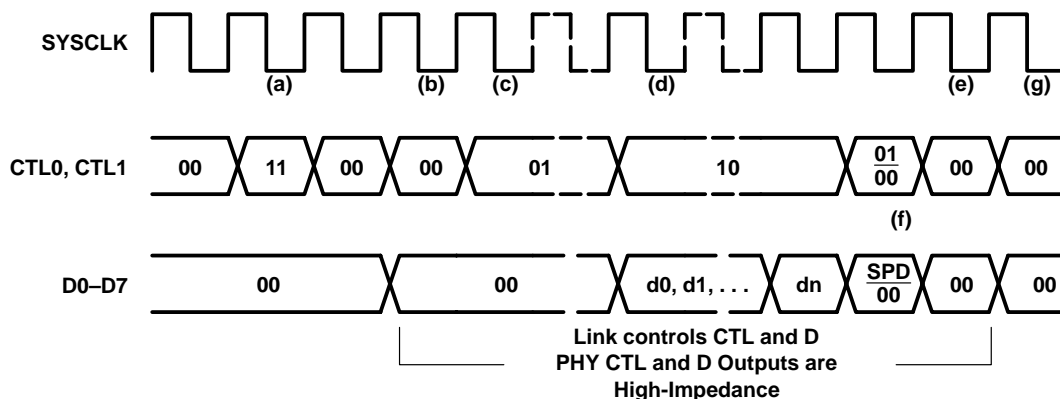 SYSCLK
(a) (b) (c) (d) (e) (g)
CTL0, CTL1 00 11 00 00 01 10 01 00 00 00
(f)
D0–D7 00 00 d0, d1, . . . dn SPD 00 00 00
Link controls CTL and D
PHY CTL and D Outputs are
High-Impedance